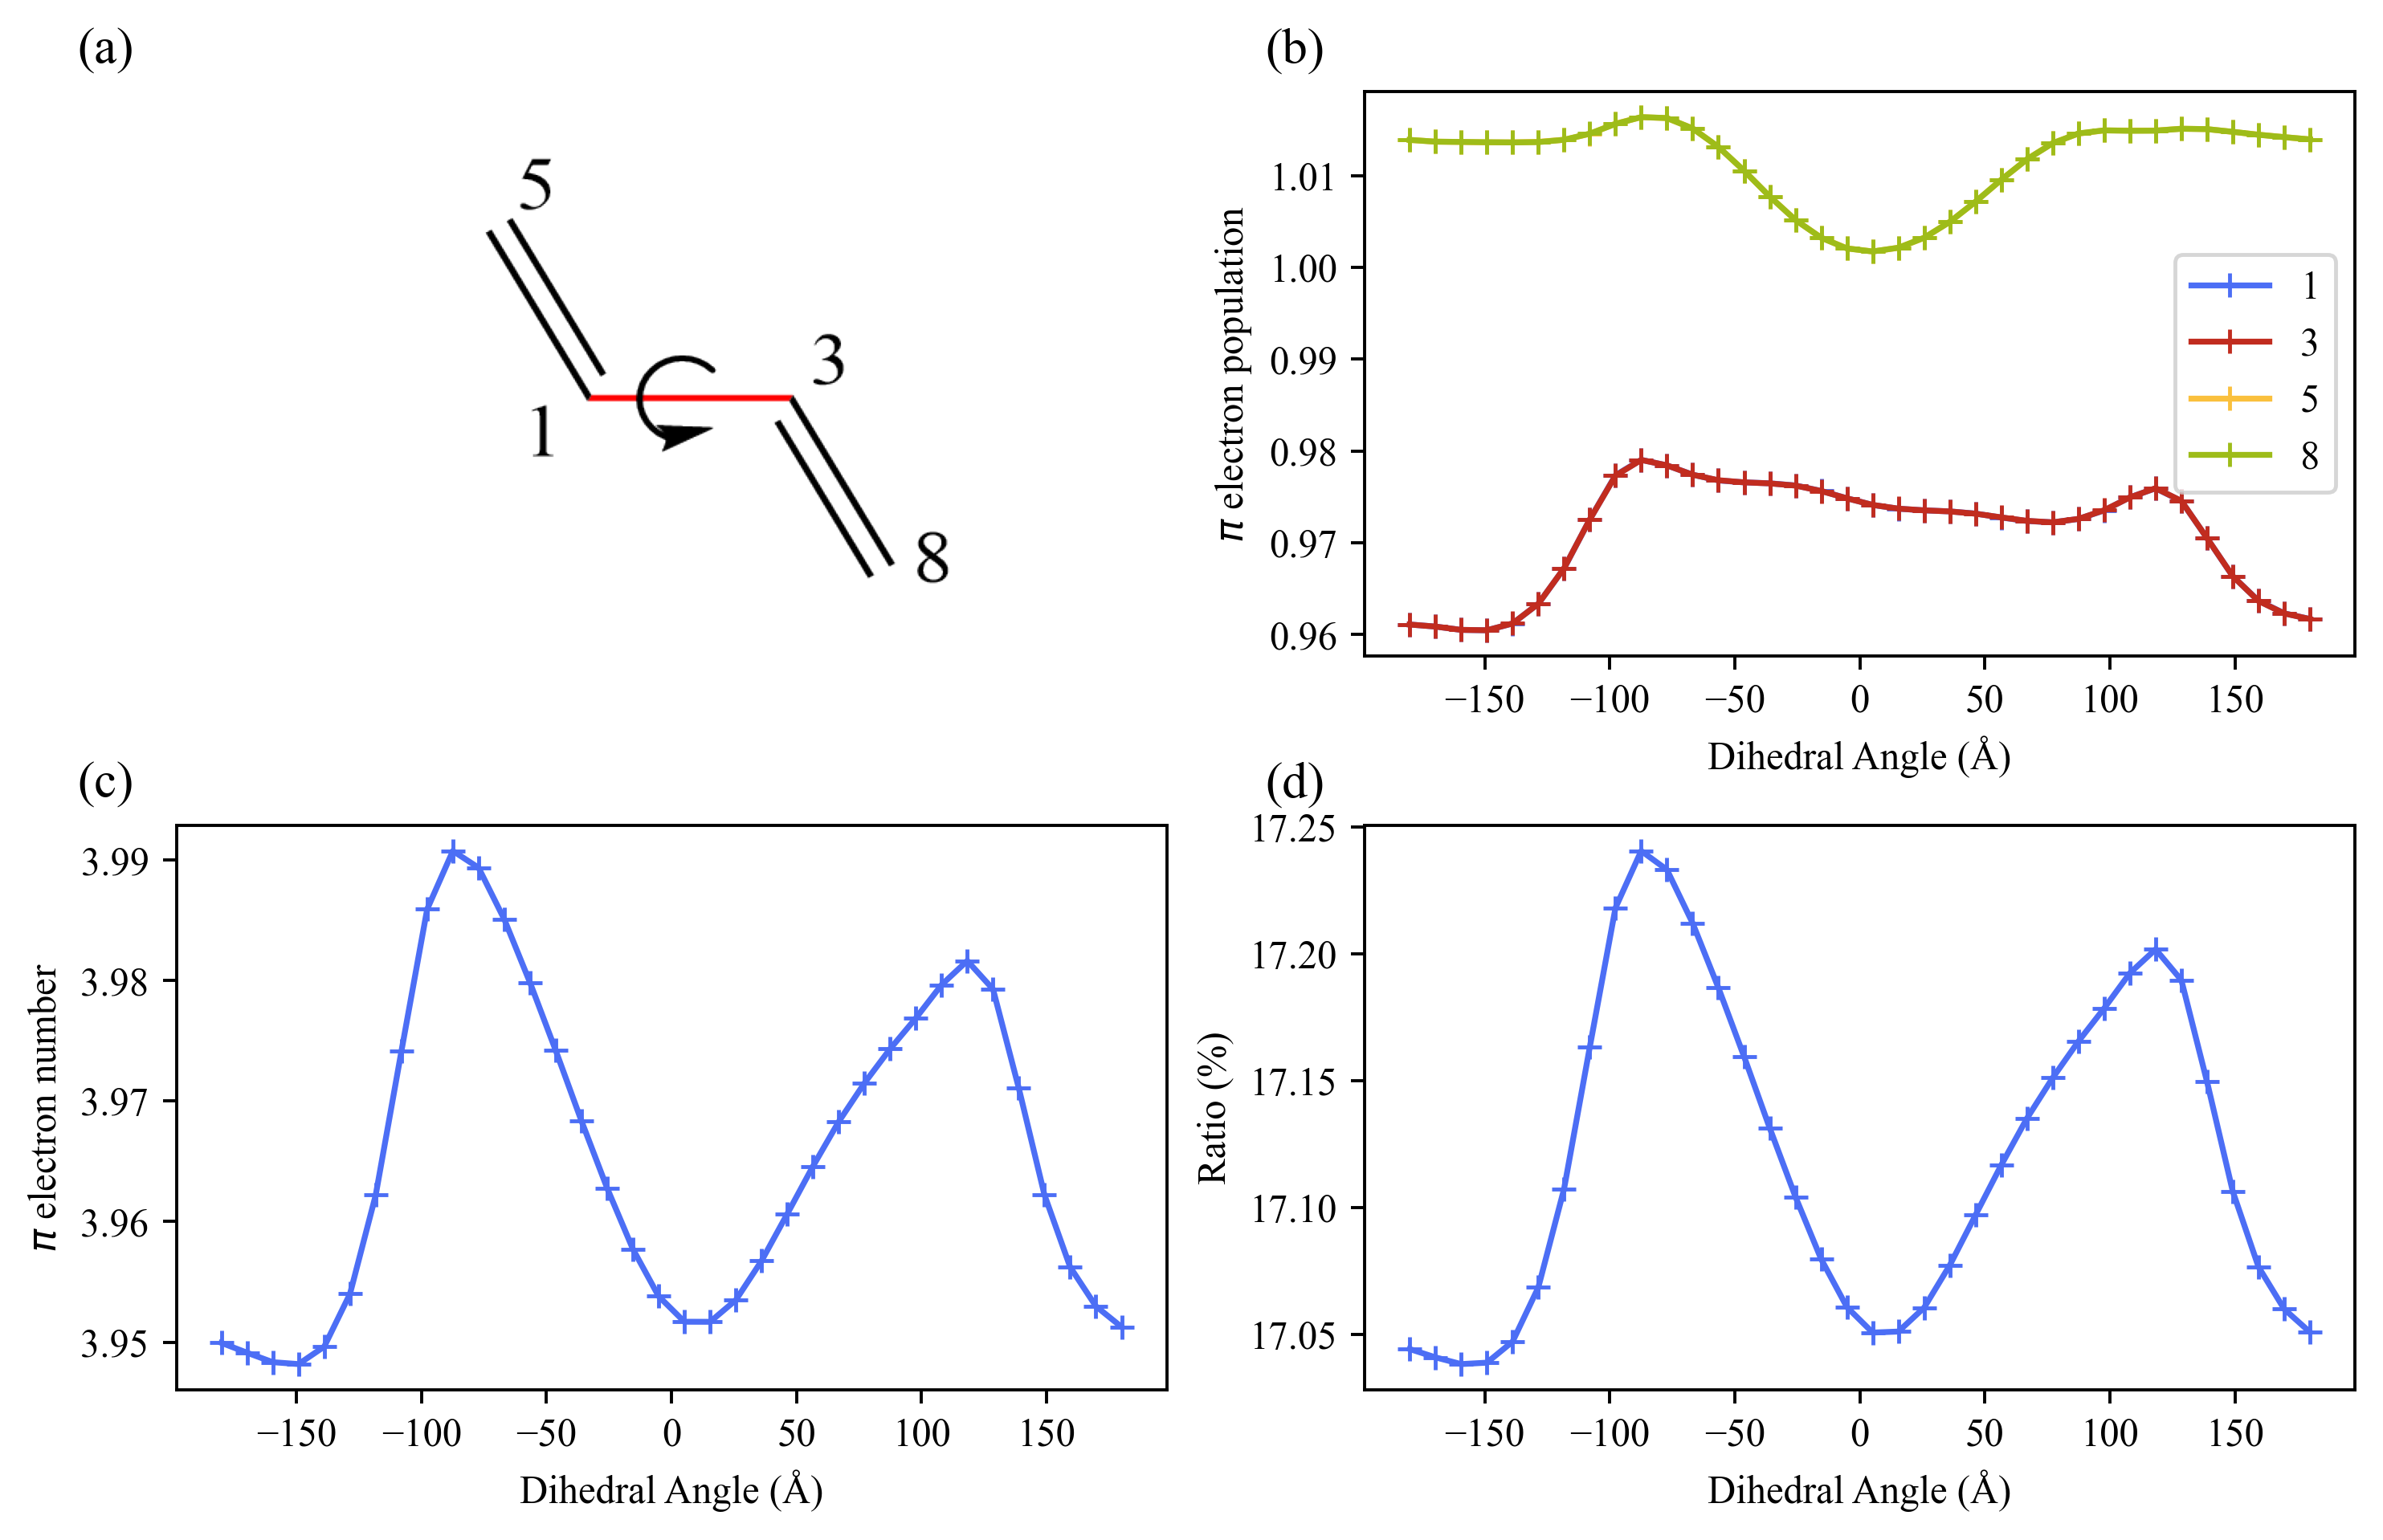 (a)
5
3
1
8
(b)
π electron population
1.01
1.00
0.99
0.98
0.97
0.96
1
3
5
8
−150 −100 −50 0 50 100 150
Dihedral Angle (Å)
(c)
π electron number
3.99
3.98
3.97
3.96
3.95
−150 −100 −50 0 50 100 150
Dihedral Angle (Å)
(d)
Ratio (%)
17.25
17.20
17.15
17.10
17.05
−150 −100 −50 0 50 100 150
Dihedral Angle (Å)